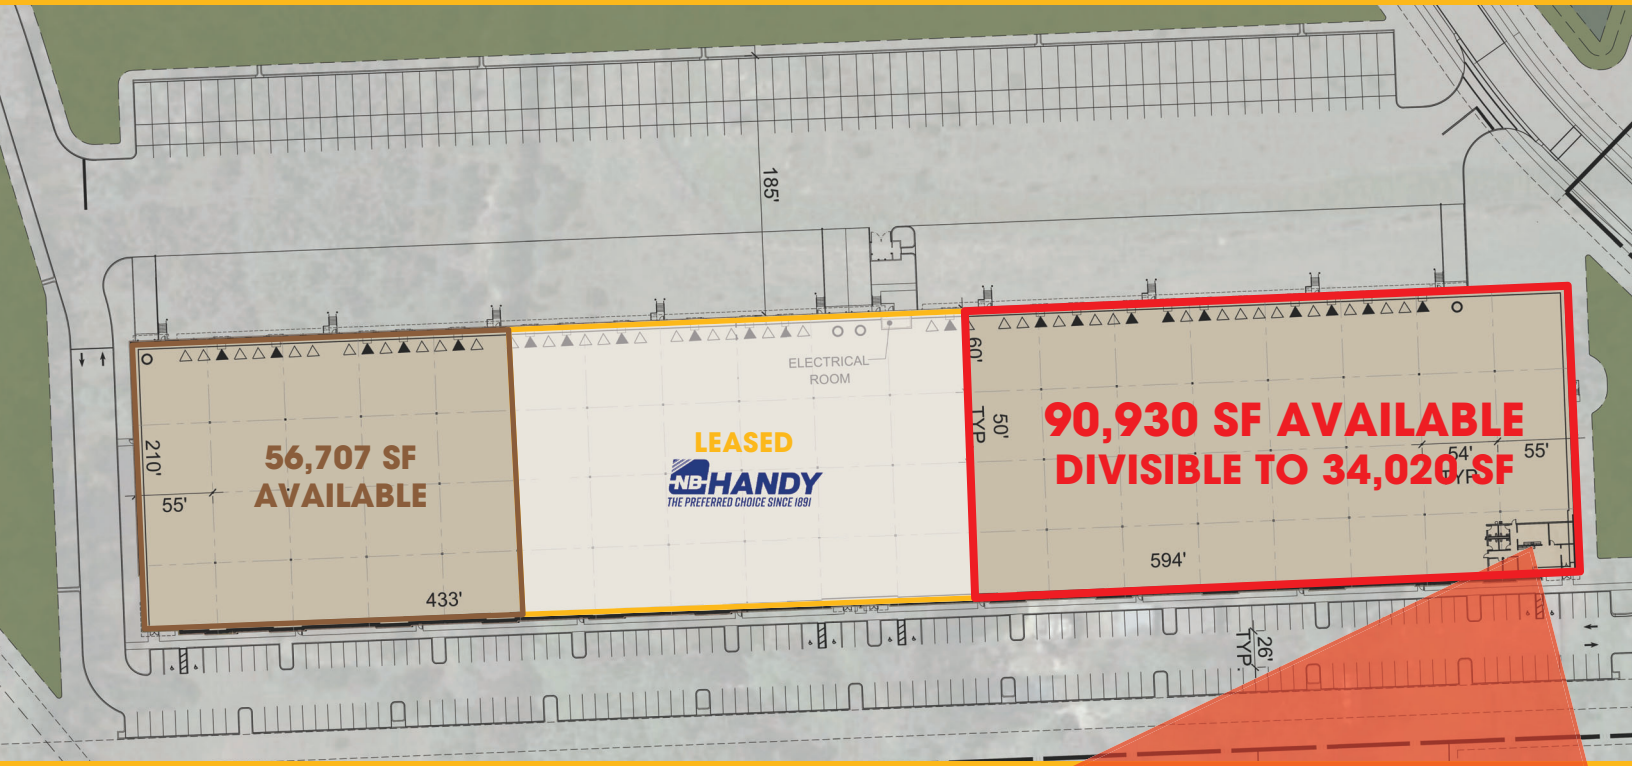 185'
ELECTRICAL
ROOM
60'
TYP
50'
LEASED
NB HANDY
THE PREFERRED CHOICE SINCE 1891
90,930 SF AVAILABLE
DIVISIBLE TO 34,020 SF
54'
TYP
55'
56,707 SF
AVAILABLE
210'
55'
433'
594'
26'
TYP.